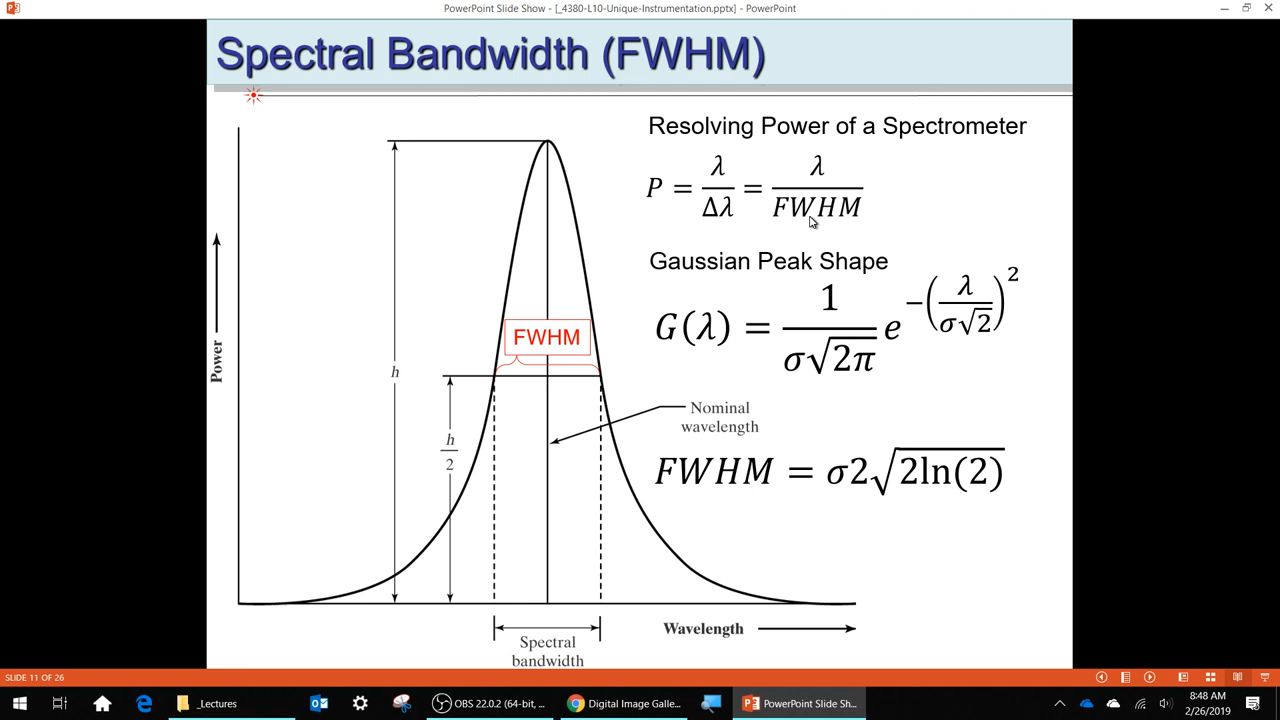 PowerPoint Slide Show - [_4380-L10-Unique-Instrumentation.pptx] - PowerPoint
Spectral Bandwidth (FWHM)
Resolving Power of a Spectrometer
P = λ/Δλ = λ/FWHM
Gaussian Peak Shape
G(λ) = 1/(σ√(2π)) e^(−(λ/(σ√2))^2)
FWHM
Power
h
h/2
Nominal
wavelength
FWHM = σ2√(2ln(2))
Wavelength
Spectral
bandwidth
SLIDE 11 OF 26
_Lectures
OBS 22.0.2 (64-bit, ...
Digital Image Galle...
PowerPoint Slide Sh...
8:48 AM
2/26/2019